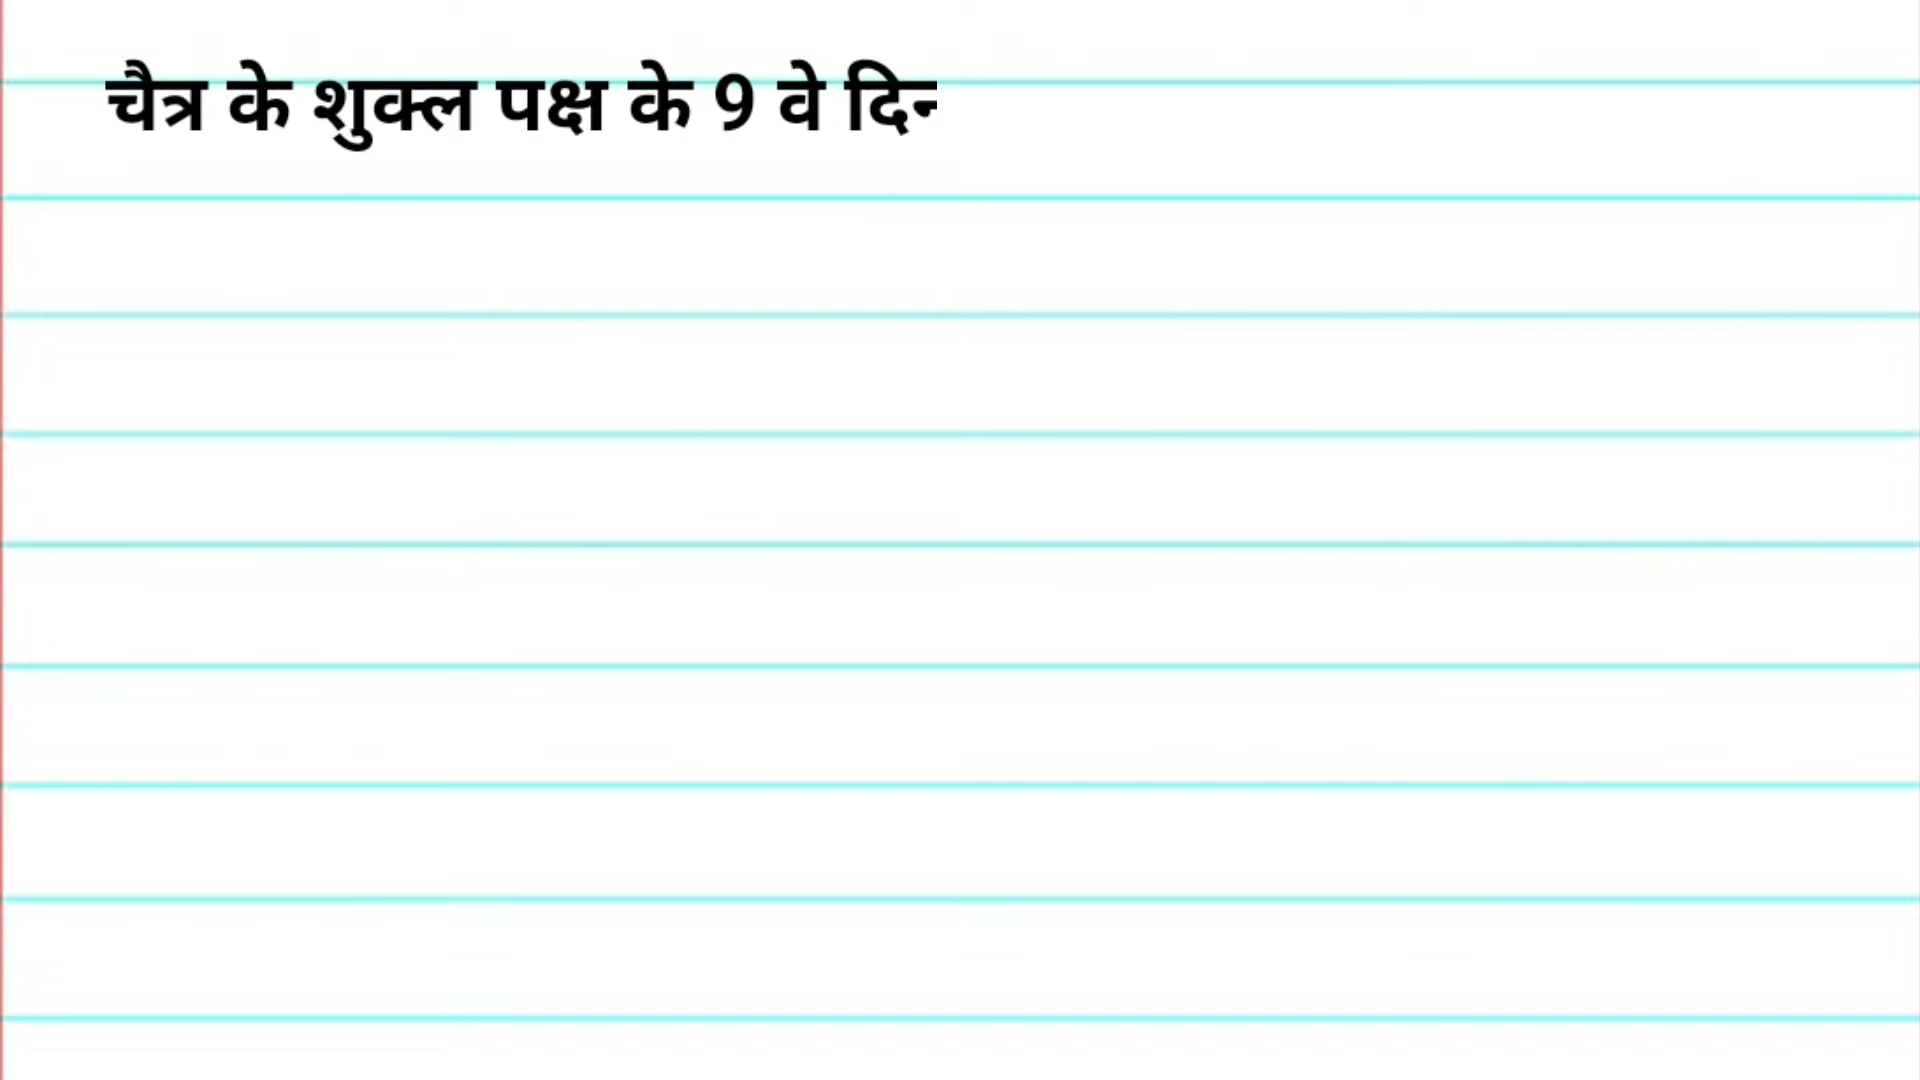 चैत्र के शुक्ल पक्ष के 9 वे दिन